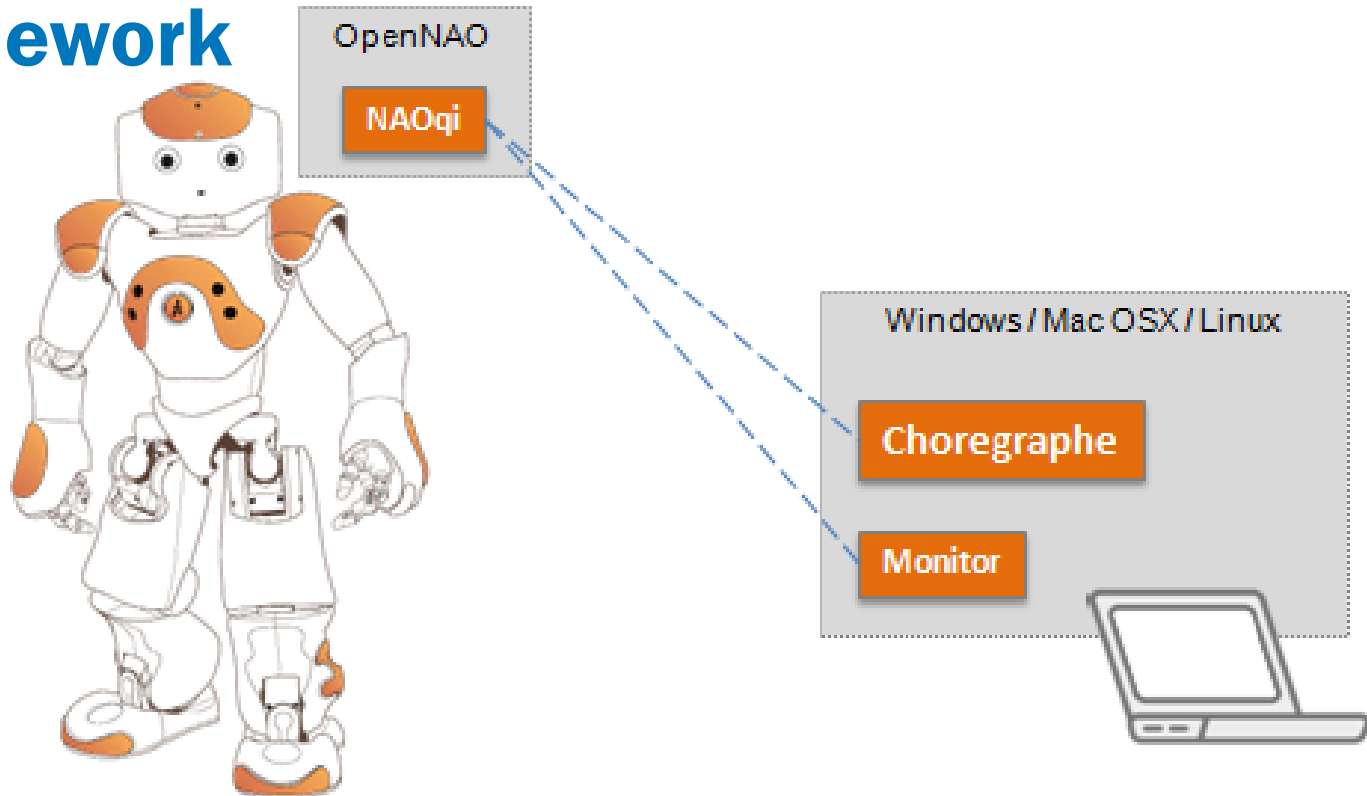 ework
OpenNAO
NAOqi
Windows / Mac OSX / Linux
Choregraphe
Monitor